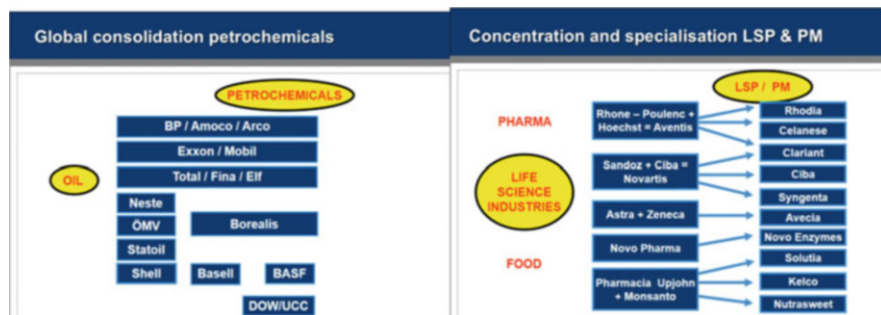 Global consolidation petrochemicals
PETROCHEMICALS
BP / Amoco / Arco
Exxon / Mobil
OIL
Total / Fina / Elf
Neste
ÖMV
Borealis
Statoil
Shell
Basell
BASF
DOW/UCC
Concentration and specialisation LSP & PM
LSP / PM
PHARMA
Rhone – Poulenc +
Hoechst = Aventis
Rhodia
Celanese
Clariant
LIFE
SCIENCE
INDUSTRIES
Sandoz + Ciba =
Novartis
Ciba
Syngenta
Astra + Zeneca
Avecia
Novo Pharma
Novo Enzymes
FOOD
Solutia
Pharmacia Upjohn
+ Monsanto
Kelco
Nutrasweet